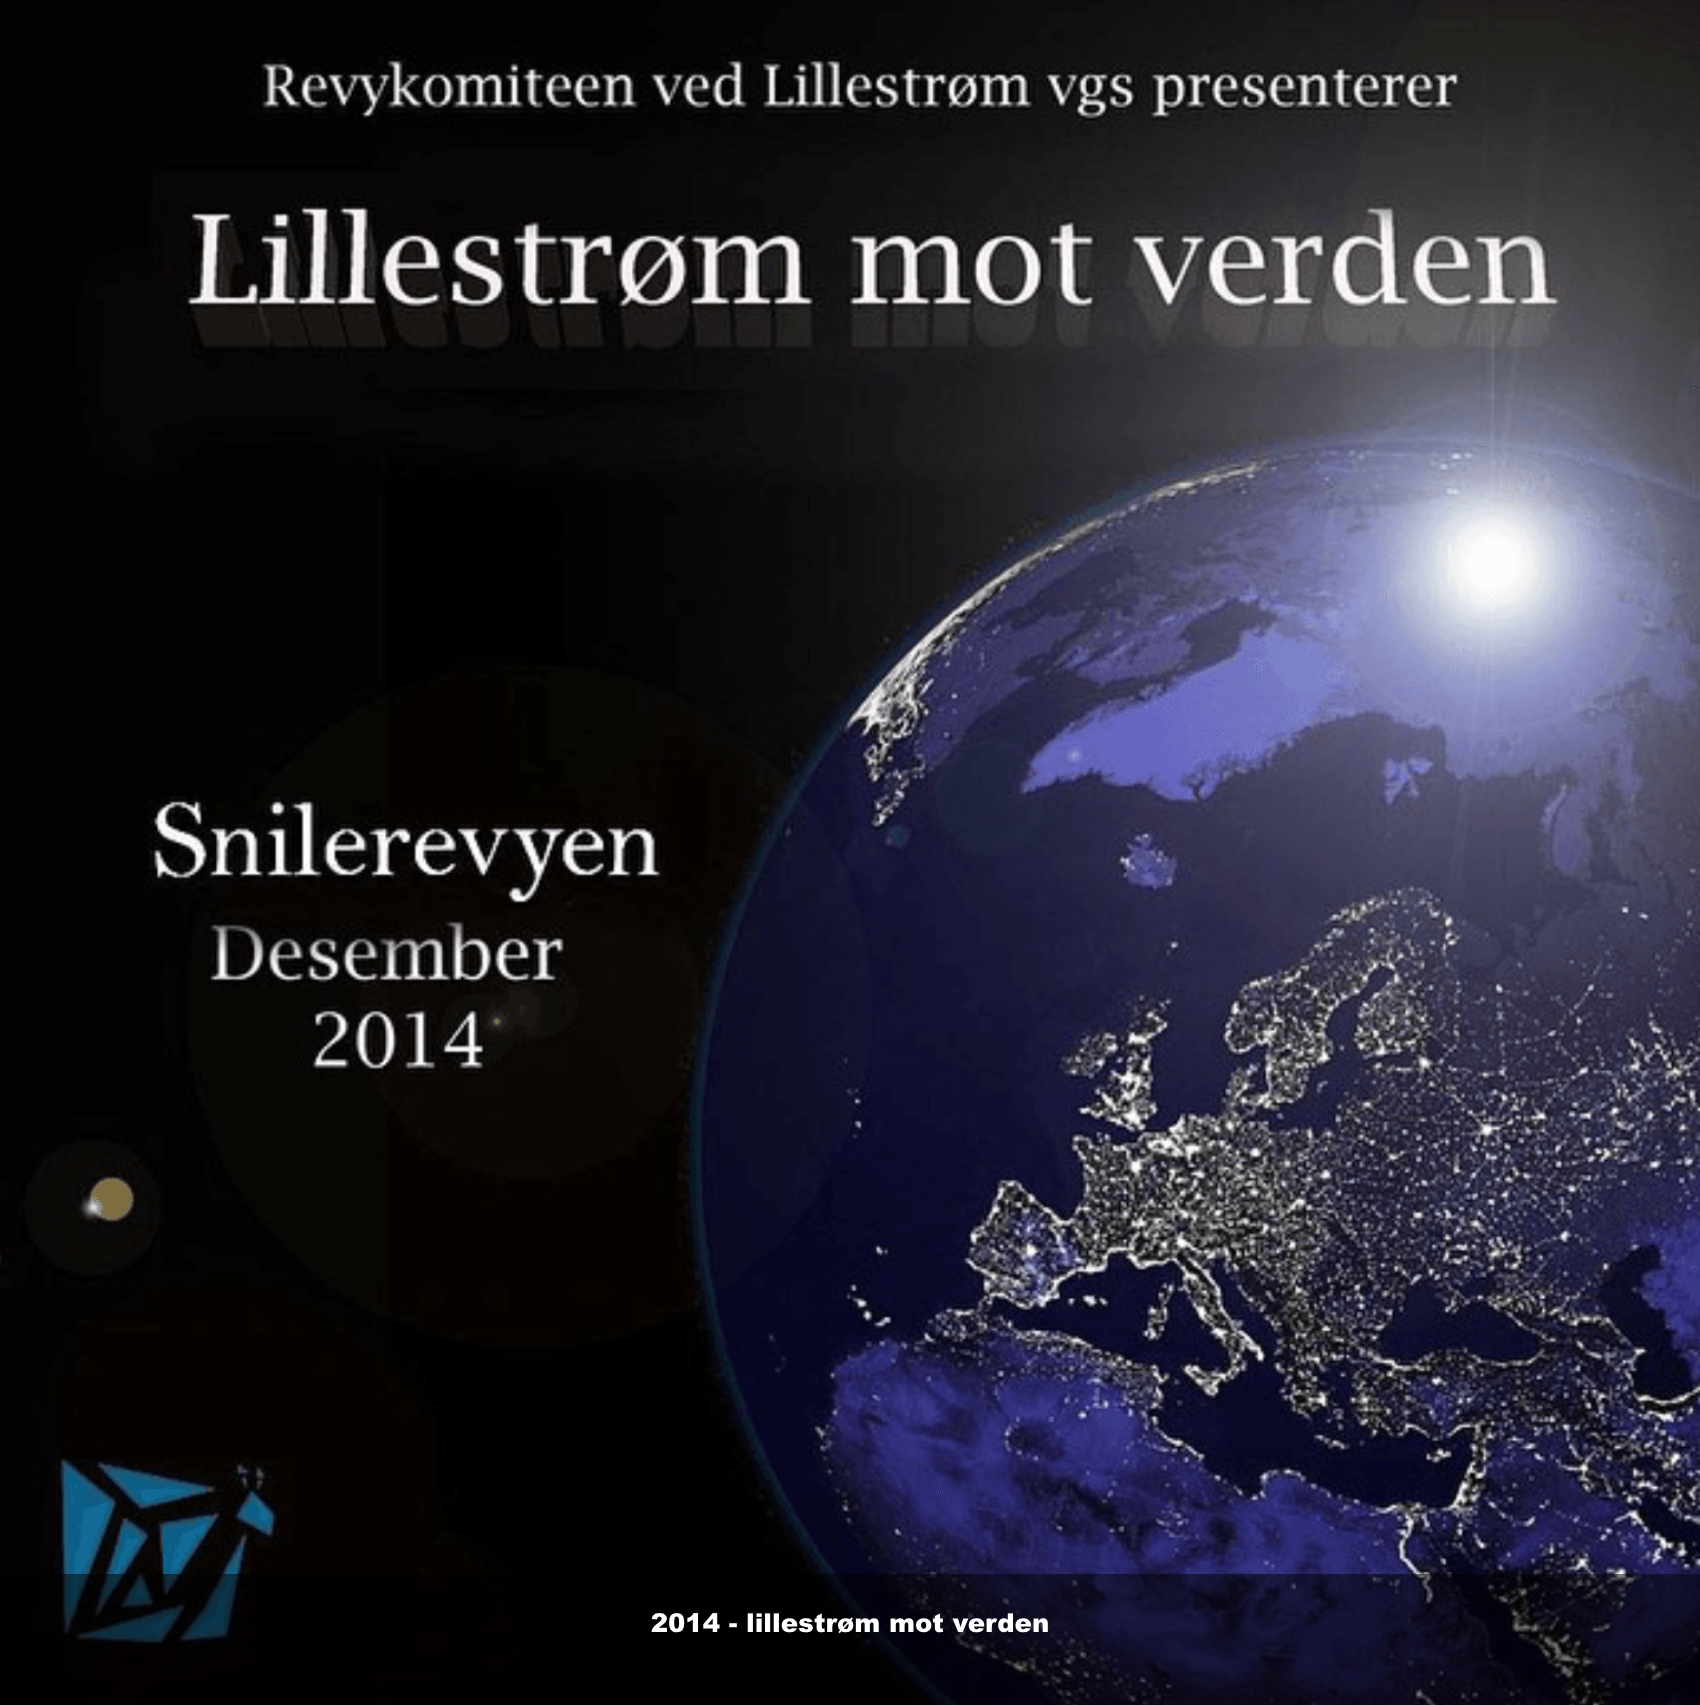 Revykomiteen ved Lillestrøm vgs presenterer
Lillestrøm mot verden
Snilerevyen
Desember
2014
2014 - lillestrøm mot verden